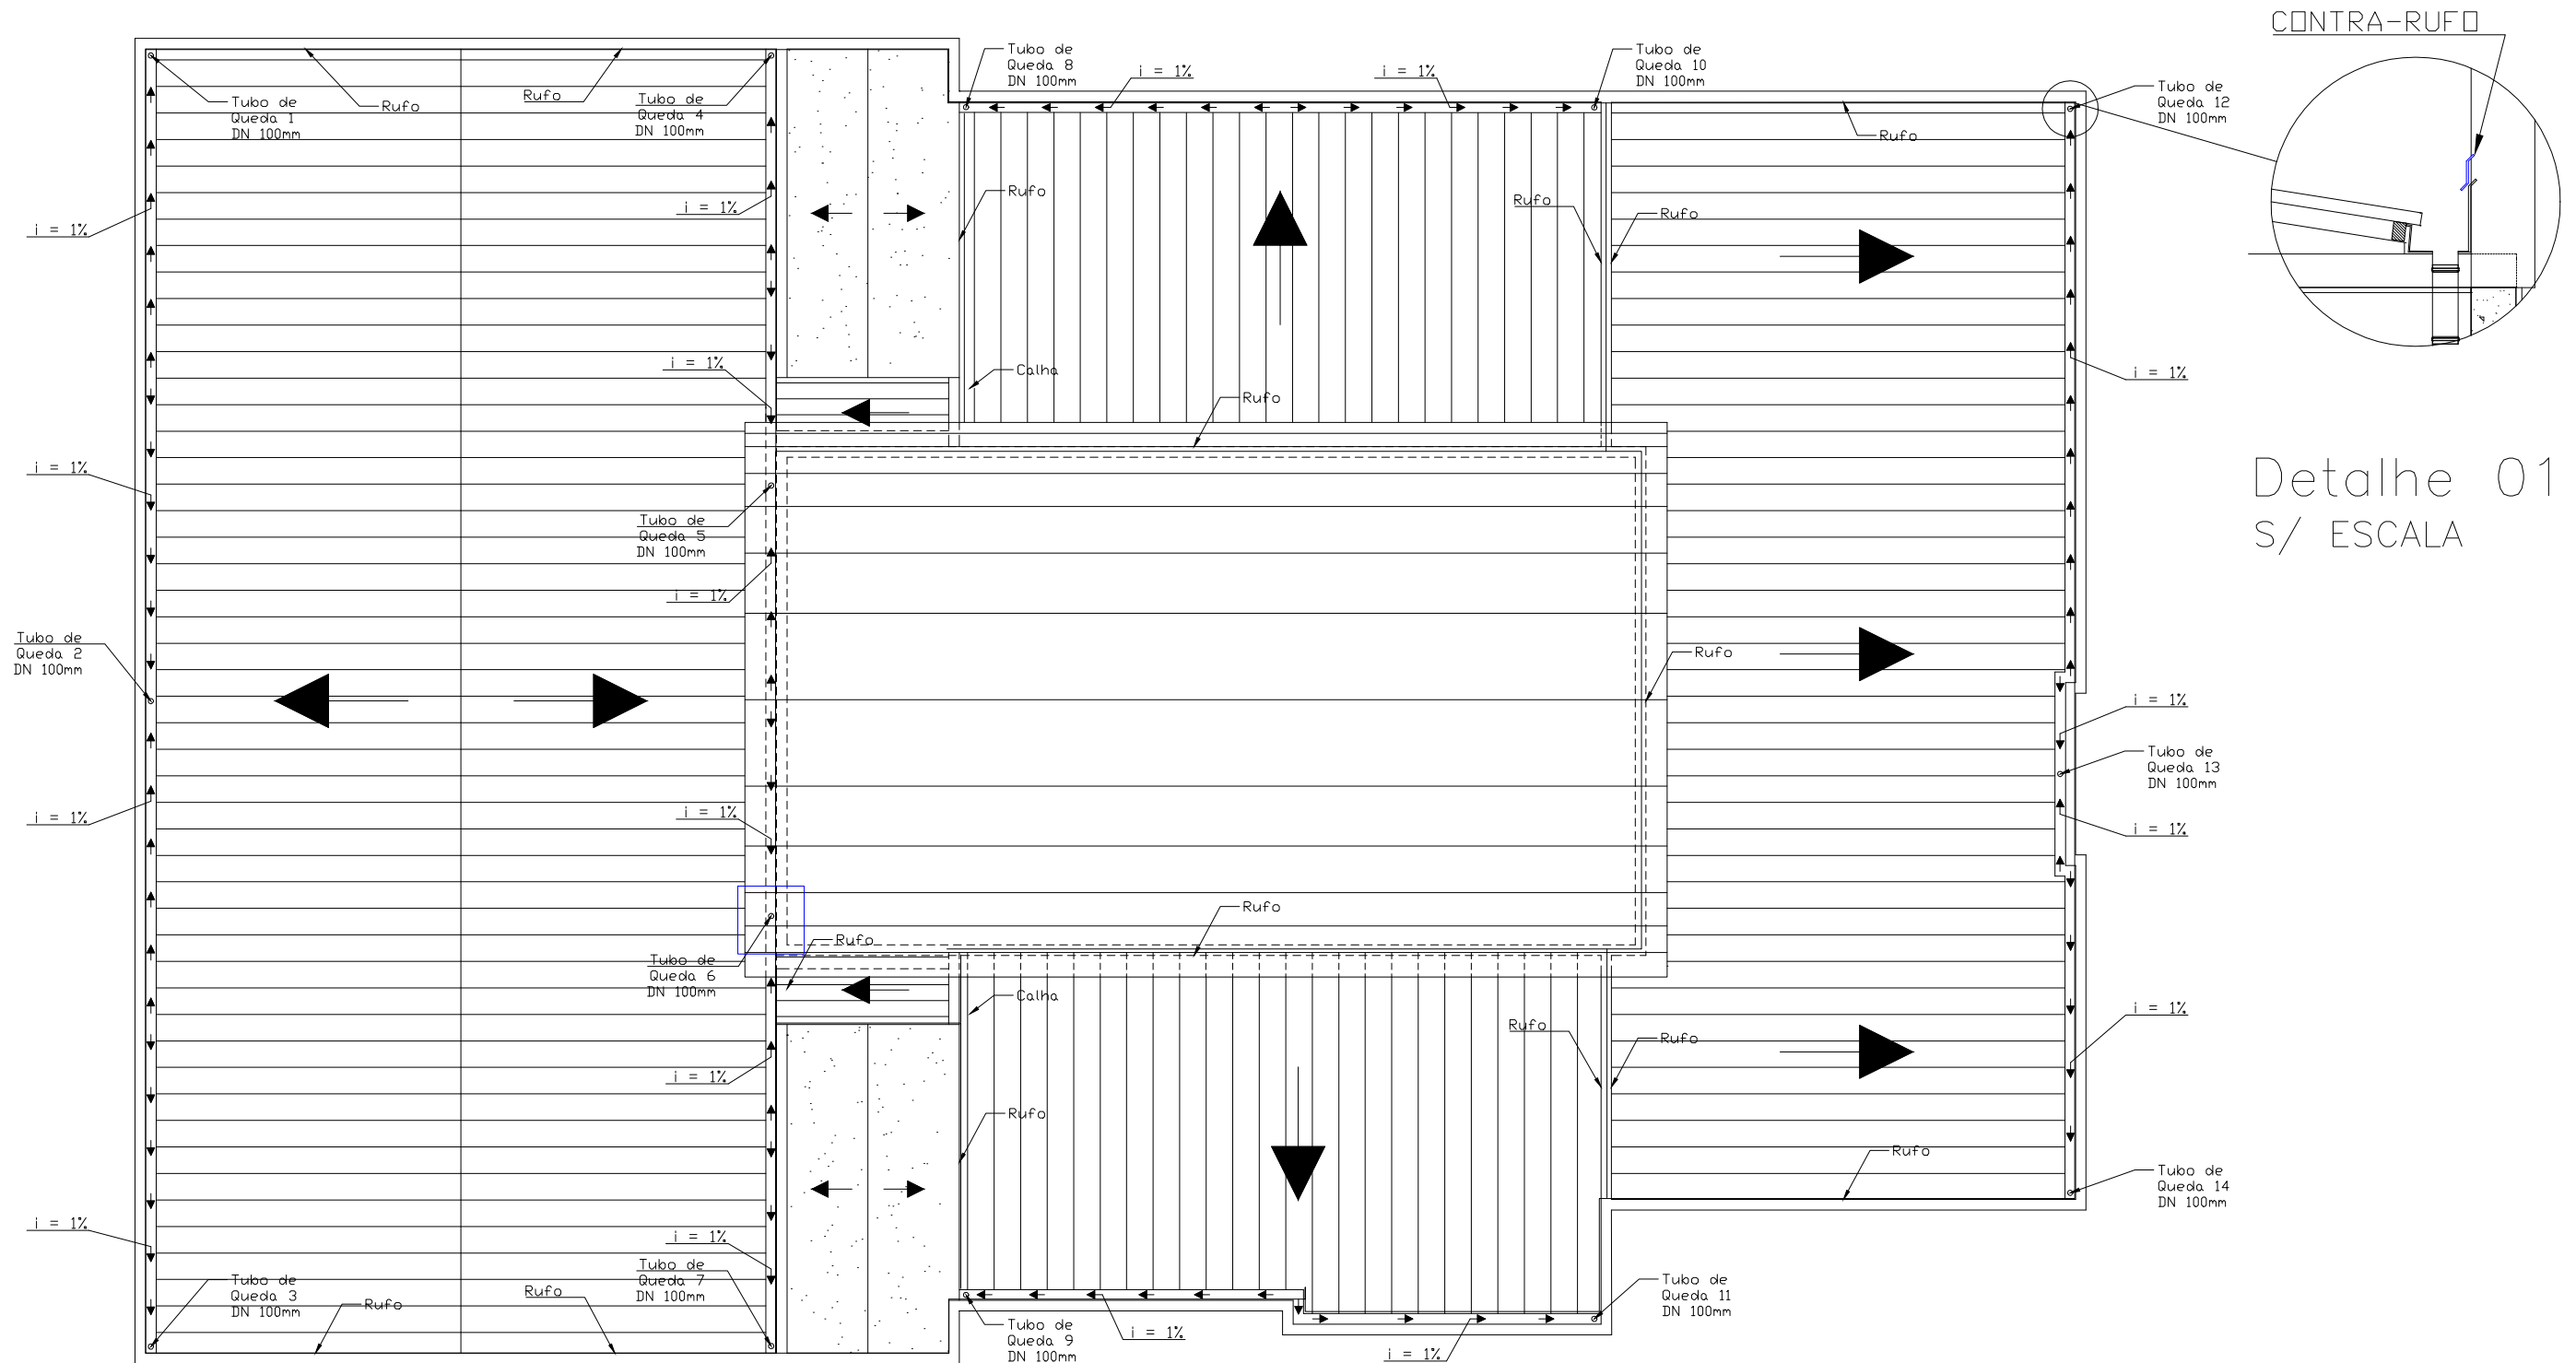 CONTRA-RUFO
Tubo de
Queda 8
DN 100mm
i = 1%
i = 1%
Tubo de
Queda 10
DN 100mm
Tubo de
Queda 12
DN 100mm
Tubo de
Queda 1
DN 100mm
Rufo
Rufo
Tubo de
Queda 4
DN 100mm
Rufo
i = 1%
i = 1%
Rufo
Rufo
Rufo
i = 1%
Calha
i = 1%
Rufo
i = 1%
Detalhe 01
S/ ESCALA
Tubo de
Queda 5
DN 100mm
i = 1%
Tubo de
Queda 2
DN 100mm
Rufo
i = 1%
Tubo de
Queda 13
DN 100mm
i = 1%
i = 1%
i = 1%
Rufo
Rufo
Tubo de
Queda 6
DN 100mm
Calha
i = 1%
Rufo
Rufo
i = 1%
Rufo
Rufo
Tubo de
Queda 14
DN 100mm
i = 1%
i = 1%
Tubo de
Queda 3
DN 100mm
Rufo
Rufo
Tubo de
Queda 7
DN 100mm
Tubo de
Queda 11
DN 100mm
Tubo de
Queda 9
DN 100mm
i = 1%
i = 1%